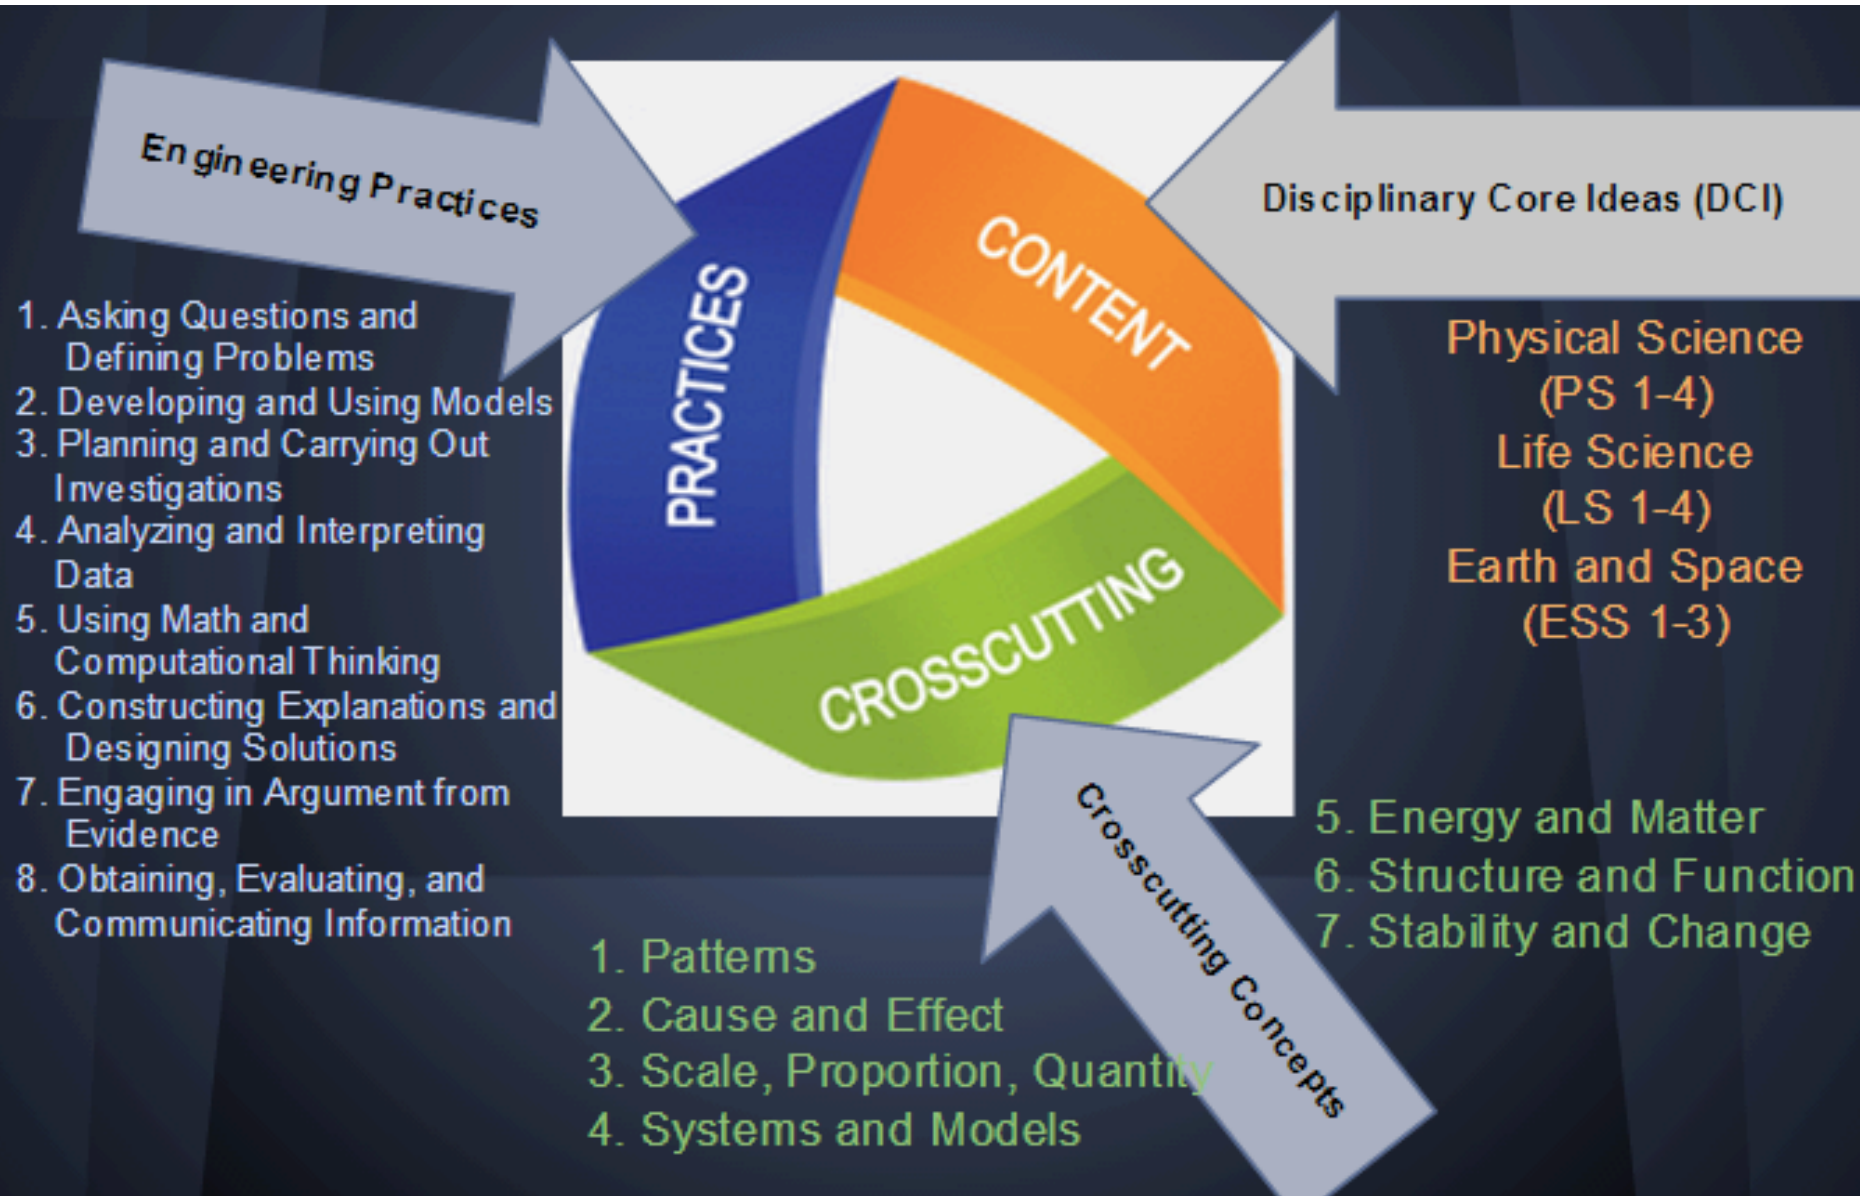 Engineering Practices
1. Asking Questions and
Defining Problems
2. Developing and Using Models
3. Planning and Carrying Out
Investigations
4. Analyzing and Interpreting
Data
5. Using Math and
Computational Thinking
6. Constructing Explanations and
Designing Solutions
7. Engaging in Argument from
Evidence
8. Obtaining, Evaluating, and
Communicating Information
PRACTICES
CONTENT
CROSSCUTTING
Disciplinary Core Ideas (DCI)
Physical Science
(PS 1-4)
Life Science
(LS 1-4)
Earth and Space
(ESS 1-3)
Crosscutting Concepts
1. Patterns
2. Cause and Effect
3. Scale, Proportion, Quantity
4. Systems and Models
5. Energy and Matter
6. Structure and Function
7. Stability and Change